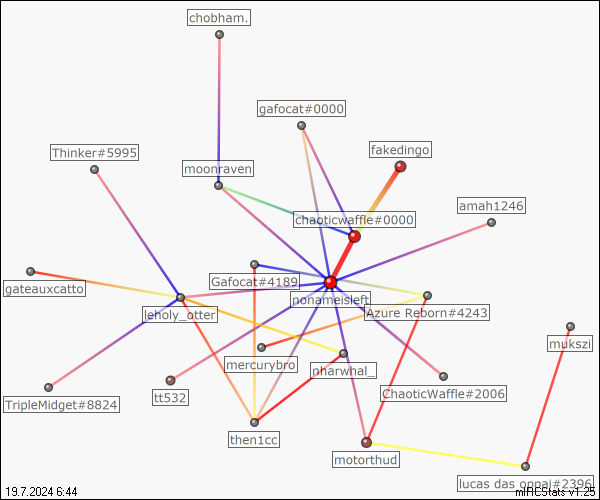 chobham.
gafocat#0000
fakedingo
Thinker#5995
moonraven
amah1246
chaoticwaffle#0000
Gafocat#4189
gateauxcatto
nonameisleft
leholy_otter
Azure Reborn#4243
mukszi
mercurybro
pharwhal_
tt532
ChaoticWaffle#2006
TripleMidget#8824
then1cc
motorthud
lucas das oppai#2396
19.7.2024 6:44
mIRCStats v1.25